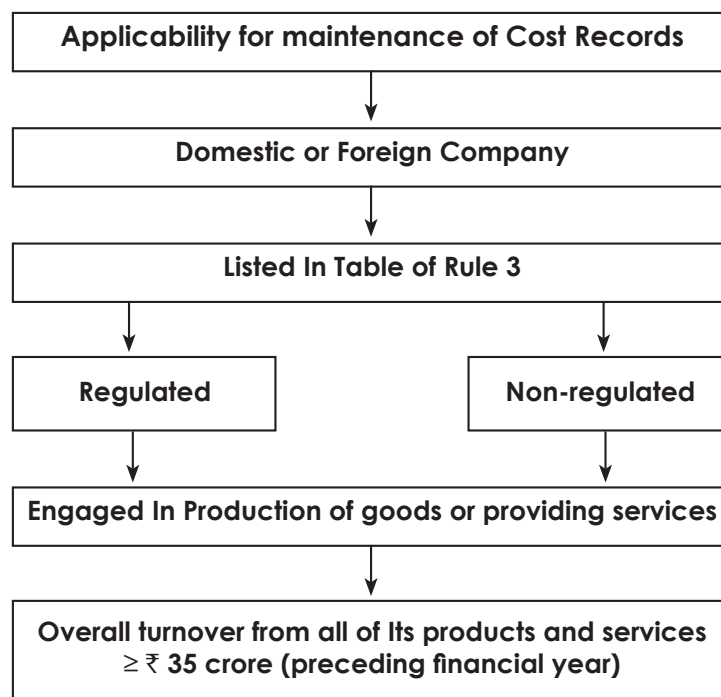 Applicability for maintenance of Cost Records
Domestic or Foreign Company
Listed In Table of Rule 3
Regulated
Non-regulated
Engaged In Production of goods or providing services
Overall turnover from all of Its products and services
≥ ₹ 35 crore (preceding financial year)